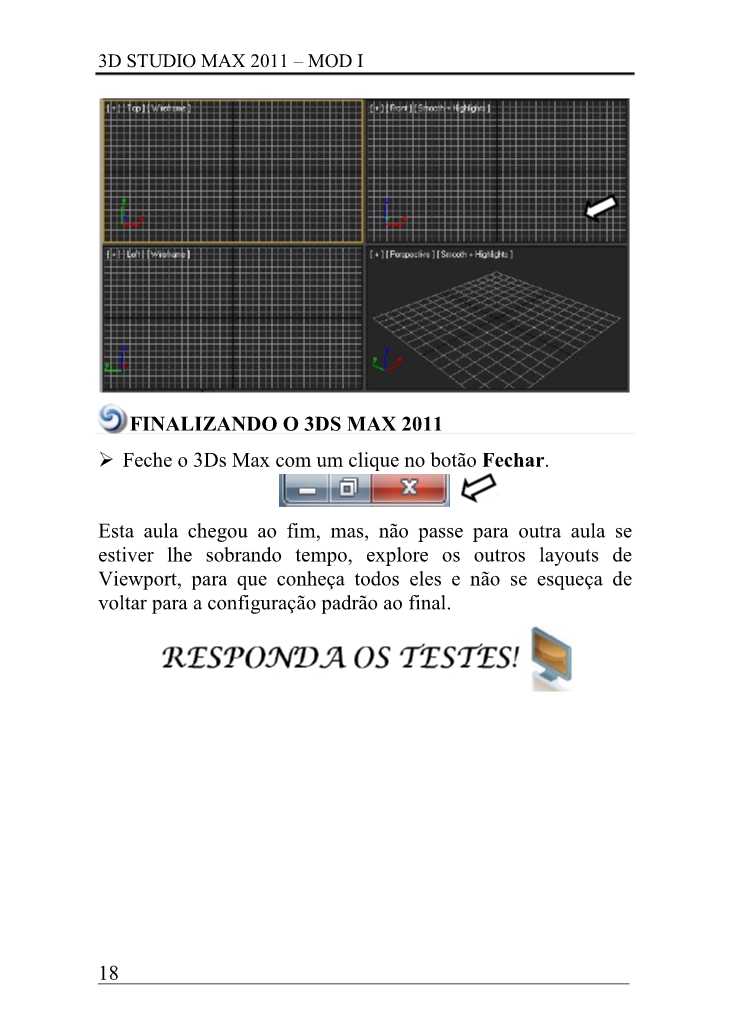 3D STUDIO MAX 2011 – MOD I
[ + ] [ Top ] [ Wireframe ]
[ + ] [ Front ] [ Smooth + Highlights ]
[ + ] [ Left ] [ Wireframe ]
[ + ] [ Perspective ] [ Smooth + Highlights ]
FINALIZANDO O 3DS MAX 2011
➢ Feche o 3Ds Max com um clique no botão Fechar.
Esta aula chegou ao fim, mas, não passe para outra aula se
estiver lhe sobrando tempo, explore os outros layouts de
Viewport, para que conheça todos eles e não se esqueça de
voltar para a configuração padrão ao final.
RESPONDA OS TESTES!
18